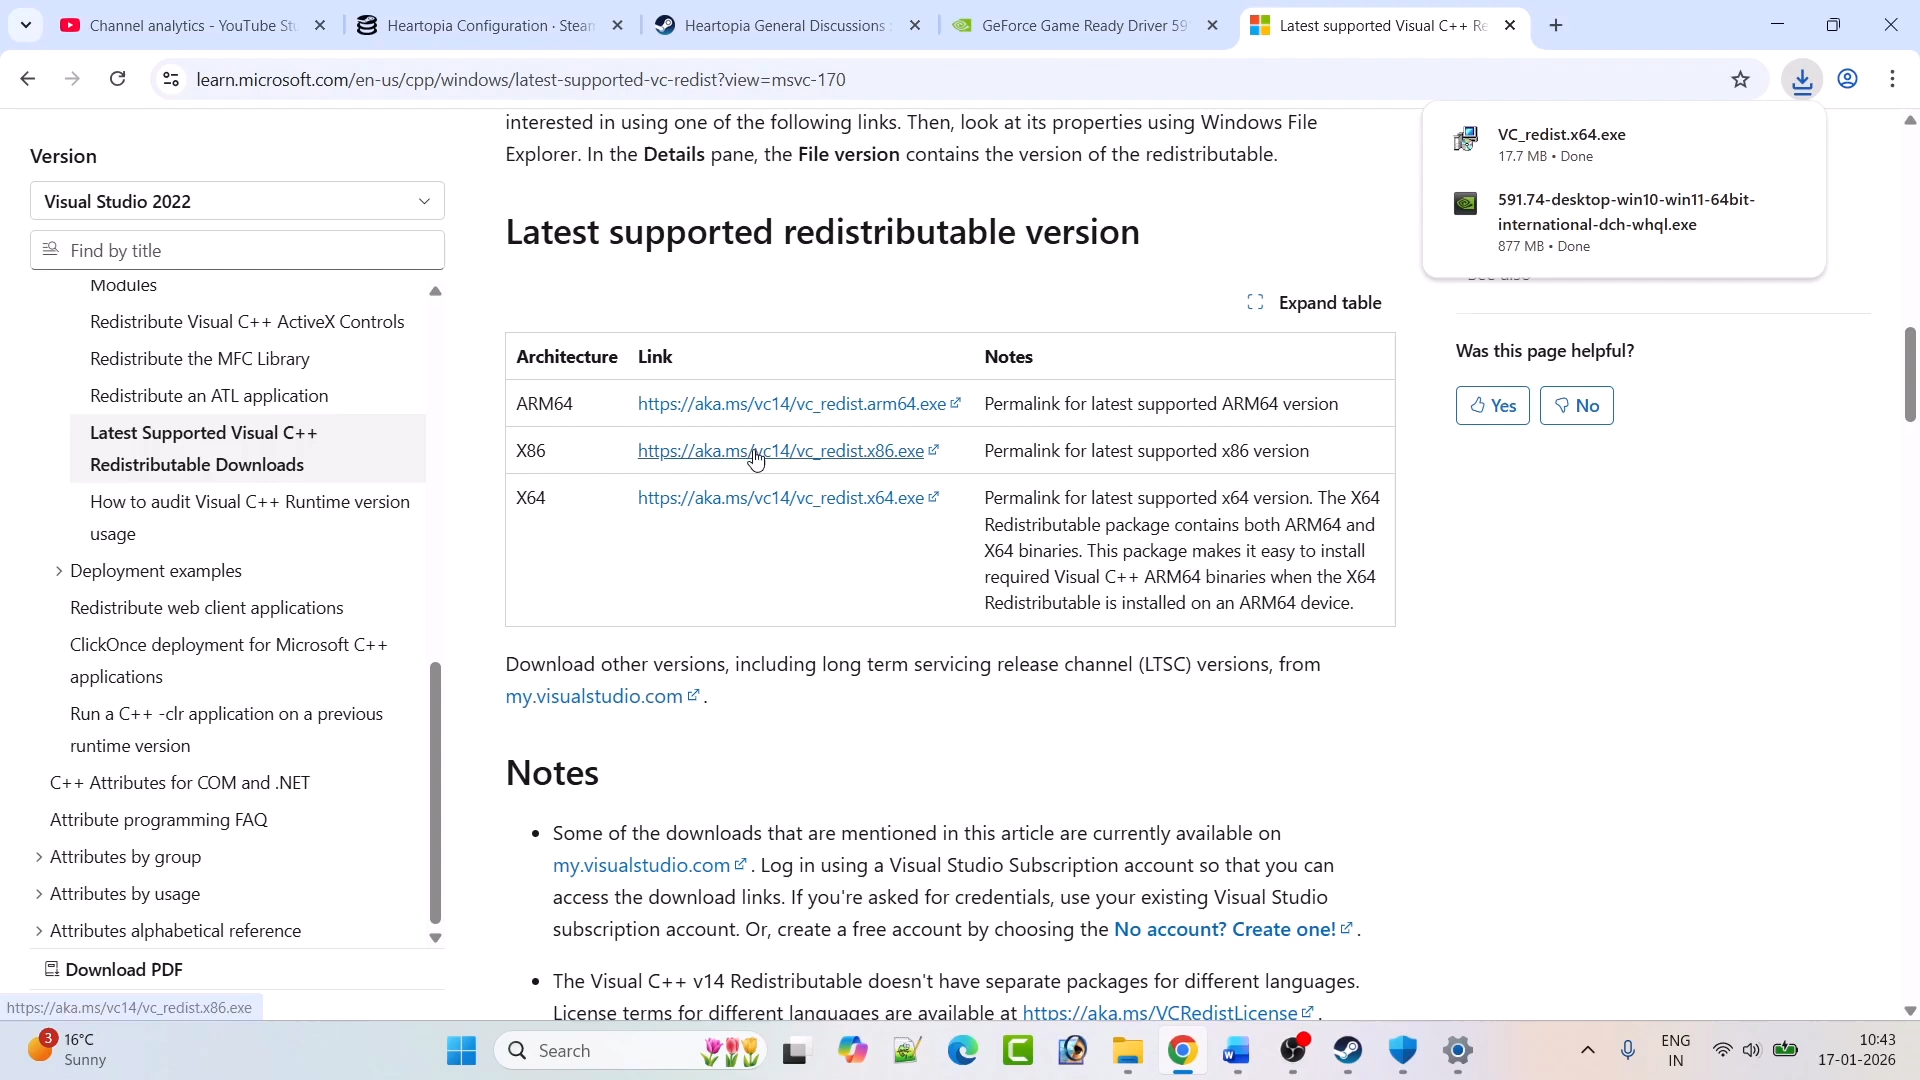 Channel analytics - YouTube Stu
Heartopia Configuration · Steam
Heartopia General Discussions :
GeForce Game Ready Driver 59
Latest supported Visual C++ Re
learn.microsoft.com/en-us/cpp/windows/latest-supported-vc-redist?view=msvc-170
VC_redist.x64.exe
17.7 MB • Done
591.74-desktop-win10-win11-64bit-
international-dch-whql.exe
877 MB • Done
Version
Visual Studio 2022
Find by title
Modules
Redistribute Visual C++ ActiveX Controls
Redistribute the MFC Library
Redistribute an ATL application
Latest Supported Visual C++
Redistributable Downloads
How to audit Visual C++ Runtime version
usage
Deployment examples
Redistribute web client applications
ClickOnce deployment for Microsoft C++
applications
Run a C++ -clr application on a previous
runtime version
C++ Attributes for COM and .NET
Attribute programming FAQ
Attributes by group
Attributes by usage
Attributes alphabetical reference
Download PDF
https://aka.ms/vc14/vc_redist.x86.exe
interested in using one of the following links. Then, look at its properties using Windows File
Explorer. In the Details pane, the File version contains the version of the redistributable.
Latest supported redistributable version
Expand table
Architecture Link Notes
ARM64 https://aka.ms/vc14/vc_redist.arm64.exe Permalink for latest supported ARM64 version
X86 https://aka.ms/vc14/vc_redist.x86.exe Permalink for latest supported x86 version
X64 https://aka.ms/vc14/vc_redist.x64.exe Permalink for latest supported x64 version. The X64
Redistributable package contains both ARM64 and
X64 binaries. This package makes it easy to install
required Visual C++ ARM64 binaries when the X64
Redistributable is installed on an ARM64 device.
Download other versions, including long term servicing release channel (LTSC) versions, from
my.visualstudio.com .
Notes
• Some of the downloads that are mentioned in this article are currently available on
my.visualstudio.com . Log in using a Visual Studio Subscription account so that you can
access the download links. If you're asked for credentials, use your existing Visual Studio
subscription account. Or, create a free account by choosing the No account? Create one! .
• The Visual C++ v14 Redistributable doesn't have separate packages for different languages.
License terms for different languages are available at https://aka.ms/VCRedistLicense .
See also
Was this page helpful?
Yes
No
3
16°C
Sunny
Search
ENG
IN
10:43
17-01-2026